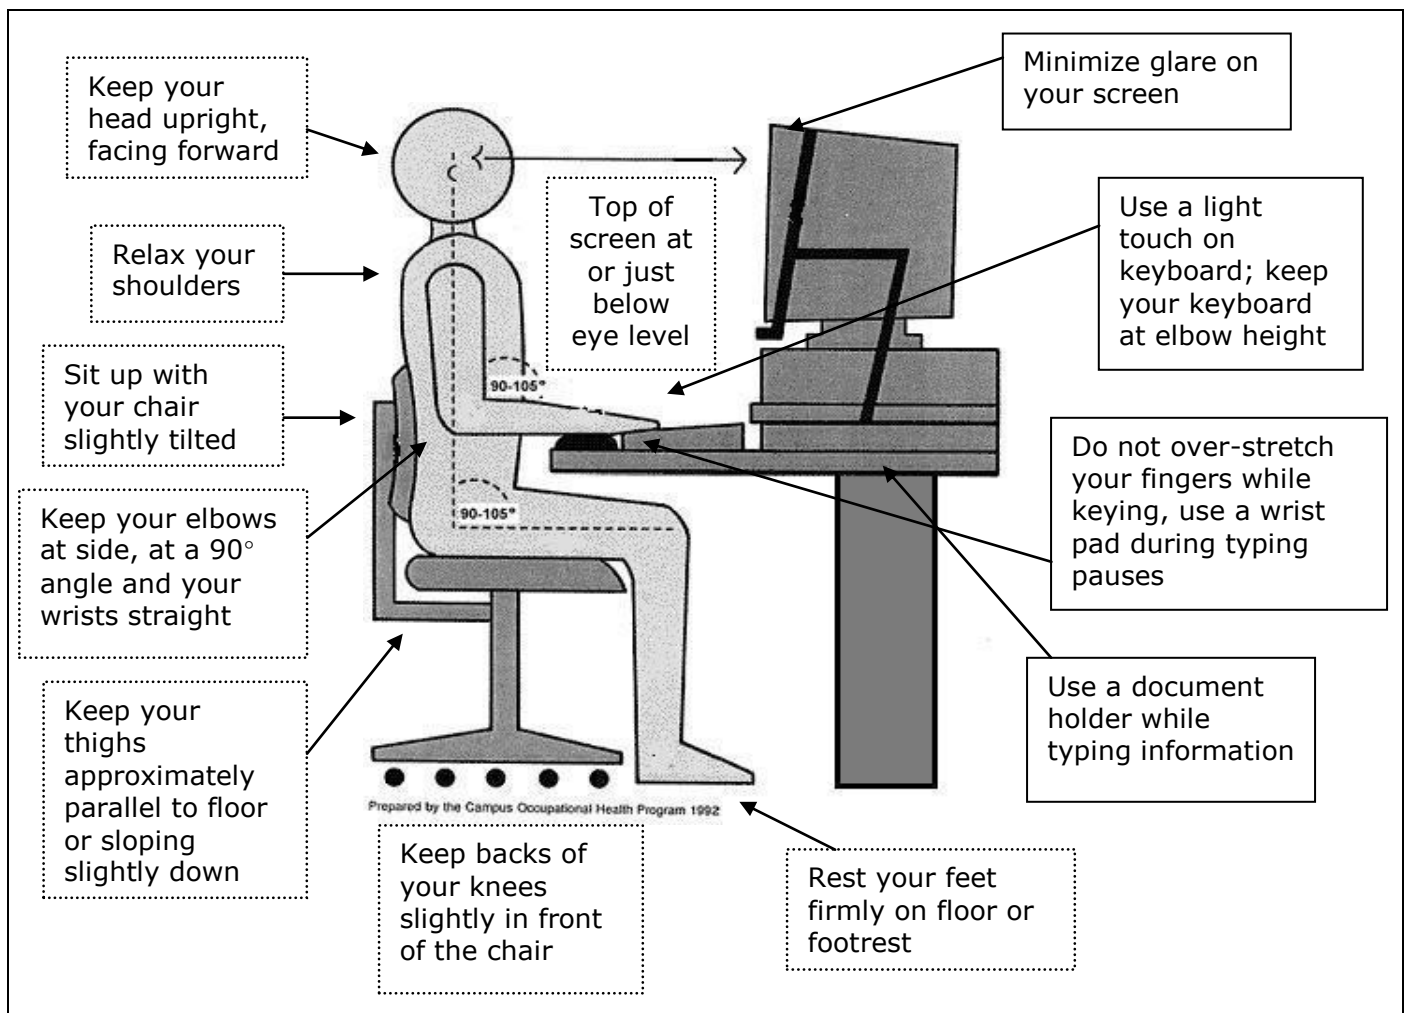 Keep your
head upright,
facing forward
Relax your
shoulders
Sit up with
your chair
slightly tilted
Keep your elbows
at side, at a 90°
angle and your
wrists straight
Keep your
thighs
approximately
parallel to floor
or sloping
slightly down
Top of
screen at
or just
below
eye level
90-105°
90-105°
Prepared by the Campus Occupational Health Program 1992
Keep backs of
your knees
slightly in front
of the chair
Minimize glare on
your screen
Use a light
touch on
keyboard; keep
your keyboard
at elbow height
Do not over-stretch
your fingers while
keying, use a wrist
pad during typing
pauses
Use a document
holder while
typing information
Rest your feet
firmly on floor or
footrest